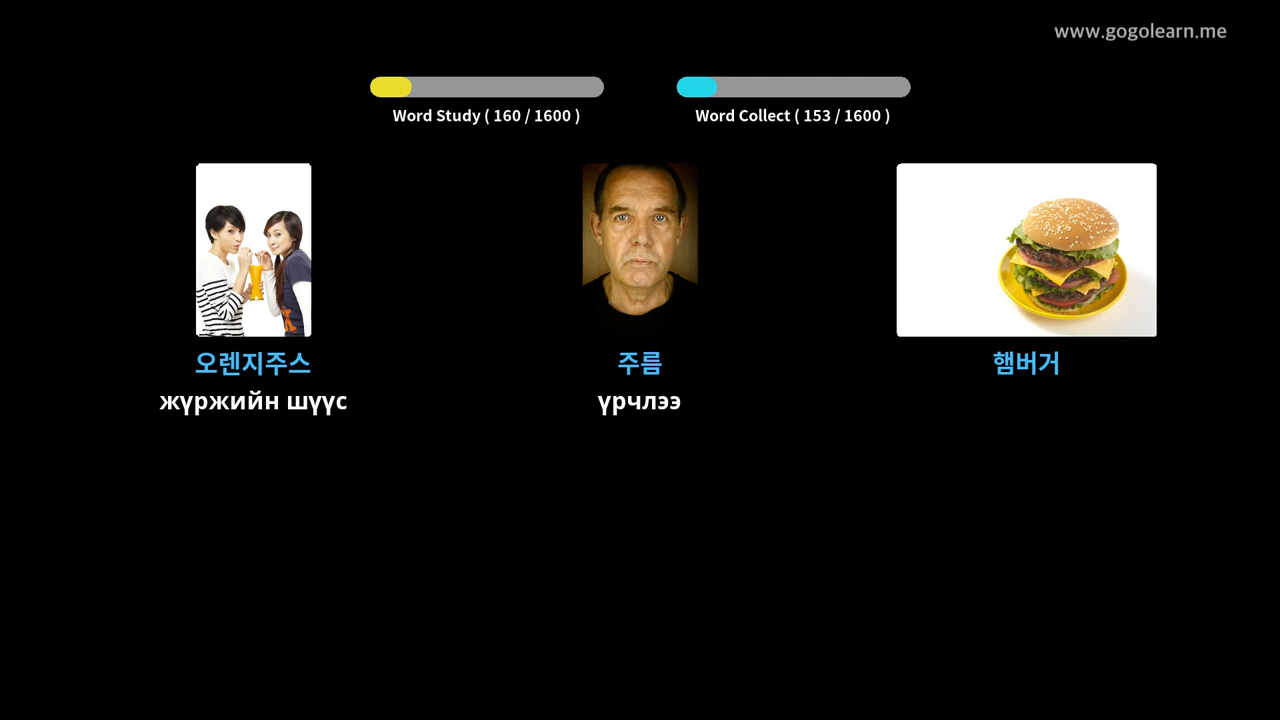 www.gogolearn.me
Word Study ( 160 / 1600 )
Word Collect ( 153 / 1600 )
오렌지주스
жүржийн шүүс
주름
үрчлээ
햄버거